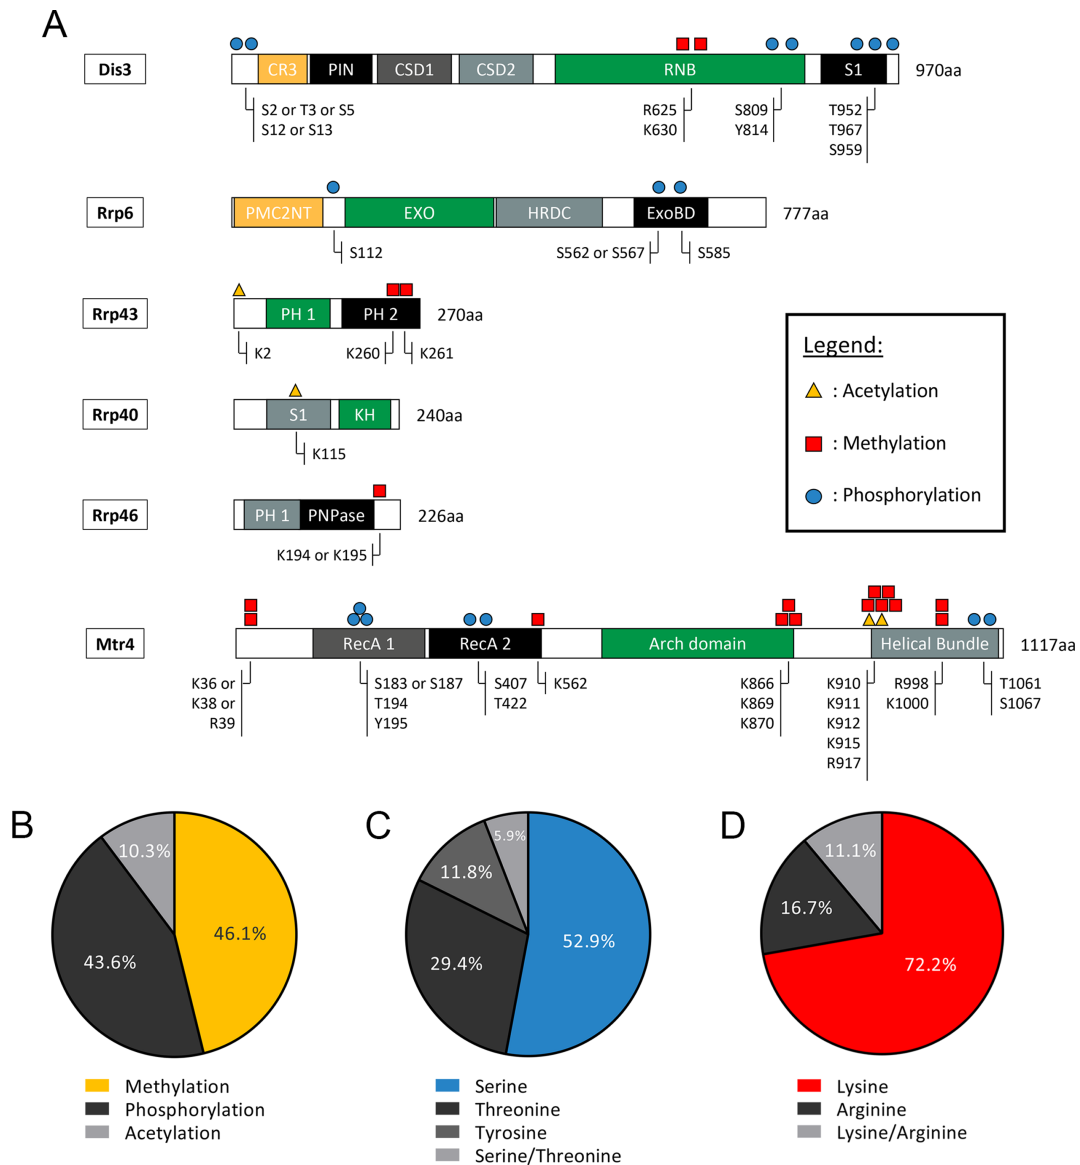 A
Dis3
CR3 PIN CSD1 CSD2 RNB S1
970aa
S2 or T3 or S5
S12 or S13
R625
K630
S809
Y814
T952
T967
S959
Rrp6
PMC2NT EXO HRDC ExoBD
777aa
S112
S562 or S567
S585
Rrp43
PH 1 PH 2
270aa
K2
K260
K261
Rrp40
S1 KH
240aa
K115
Rrp46
PH 1 PNPase
226aa
K194 or K195
Legend:
: Acetylation
: Methylation
: Phosphorylation
Mtr4
RecA 1 RecA 2 Arch domain Helical Bundle
1117aa
K36 or
K38 or
R39
S183 or S187
T194
Y195
S407
T422
K562
K866
K869
K870
K910
K911
K912
K915
R917
R998
K1000
T1061
S1067
B
10.3%
46.1%
43.6%
Methylation
Phosphorylation
Acetylation
C
5.9%
11.8%
52.9%
29.4%
Serine
Threonine
Tyrosine
Serine/Threonine
D
11.1%
16.7%
72.2%
Lysine
Arginine
Lysine/Arginine